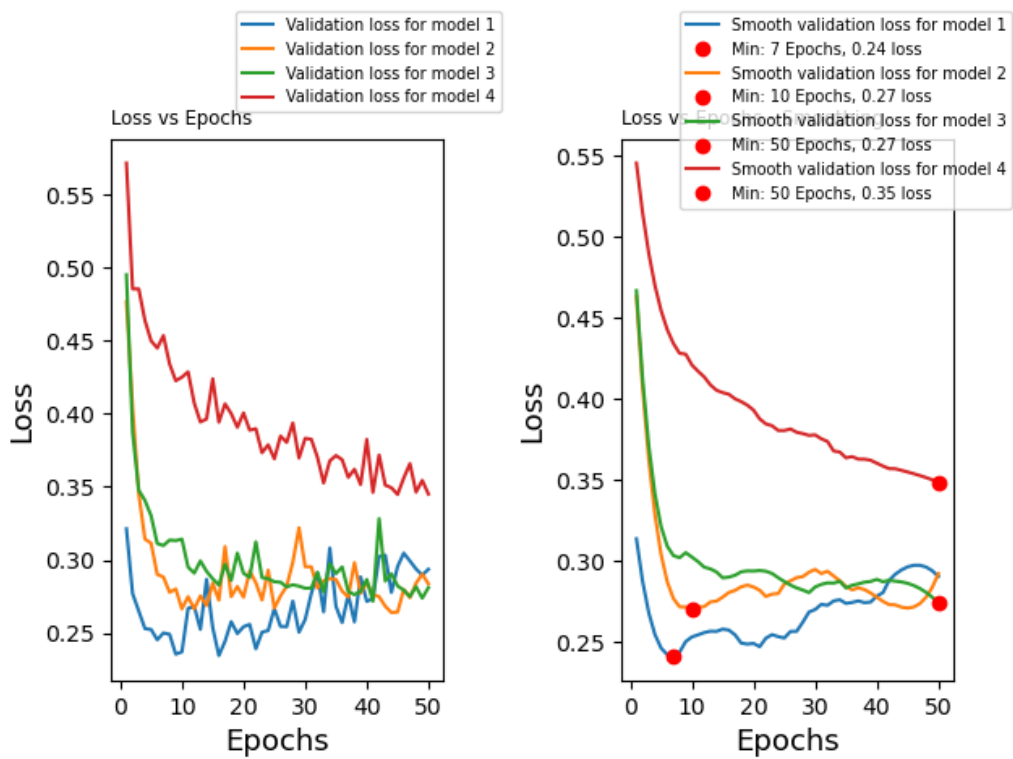 Validation loss for model 1
Validation loss for model 2
Validation loss for model 3
Validation loss for model 4
Loss vs Epochs
0.55
0.50
0.45
0.40
0.35
0.30
0.25
Loss
0 10 20 30 40 50
Epochs
Smooth validation loss for model 1
Min: 7 Epochs, 0.24 loss
Smooth validation loss for model 2
Min: 10 Epochs, 0.27 loss
Smooth validation loss for model 3
Min: 50 Epochs, 0.27 loss
Smooth validation loss for model 4
Min: 50 Epochs, 0.35 loss
Loss vs Epochs
0.55
0.50
0.45
0.40
0.35
0.30
0.25
Loss
0 10 20 30 40 50
Epochs